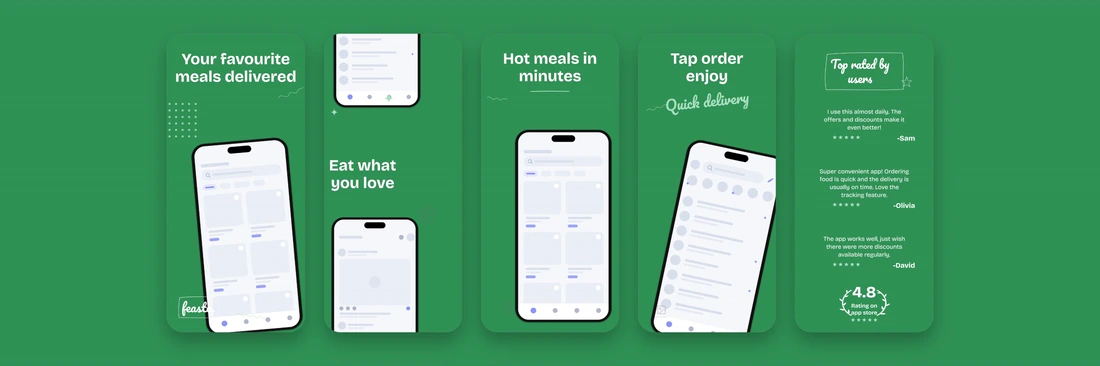 Your favourite
meals delivered
Eat what
you love
Hot meals in
minutes
Tap order
enjoy
Quick delivery
Top rated by
users
I use this almost daily. The
offers and discounts make it
even better!
-Sam
Super convenient app! Ordering
food is quick and the delivery is
usually on time. Love the
tracking feature.
-Olivia
The app works well, just wish
there were more discounts
available regularly.
-David
4.8
Rating on
app store